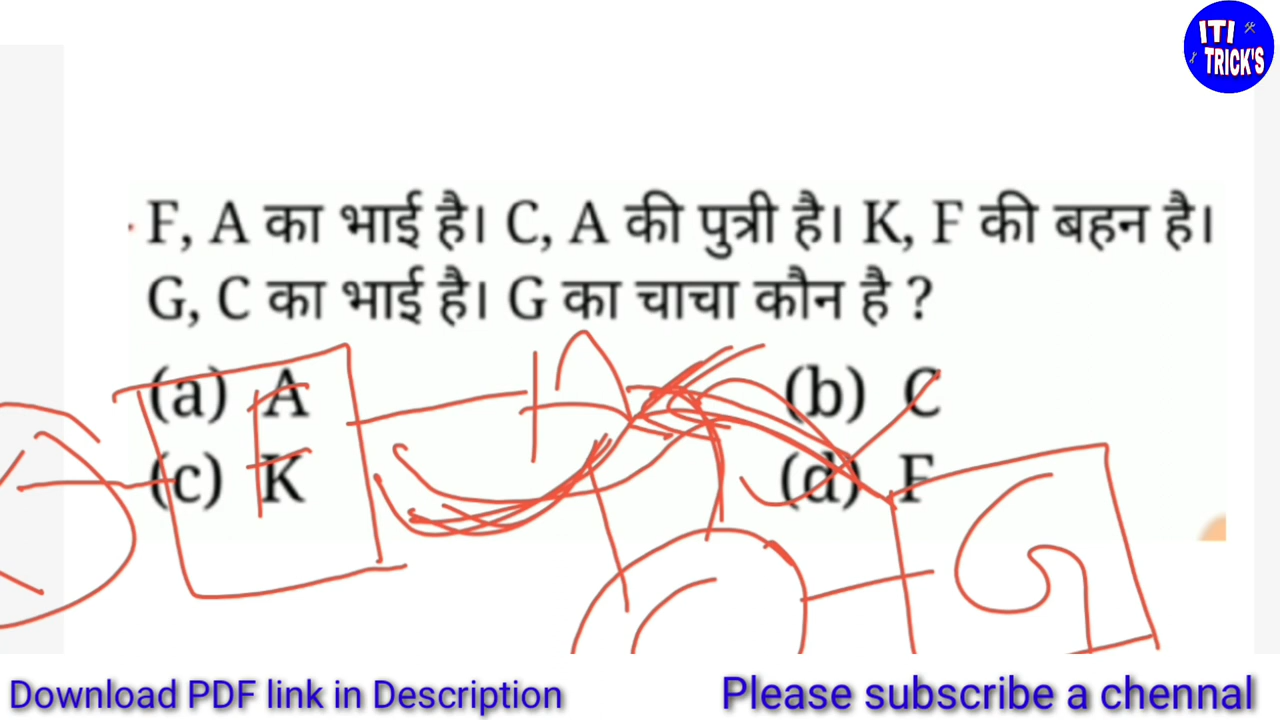 ITI
TRICK'S
F, A का भाई है। C, A की पुत्री है। K, F की बहन है।
G, C का भाई है। G का चाचा कौन है ?
(a) A
(b) C
(c) K
(d) F
F
A
K
C
G
Download PDF link in Description
Please subscribe a chennal